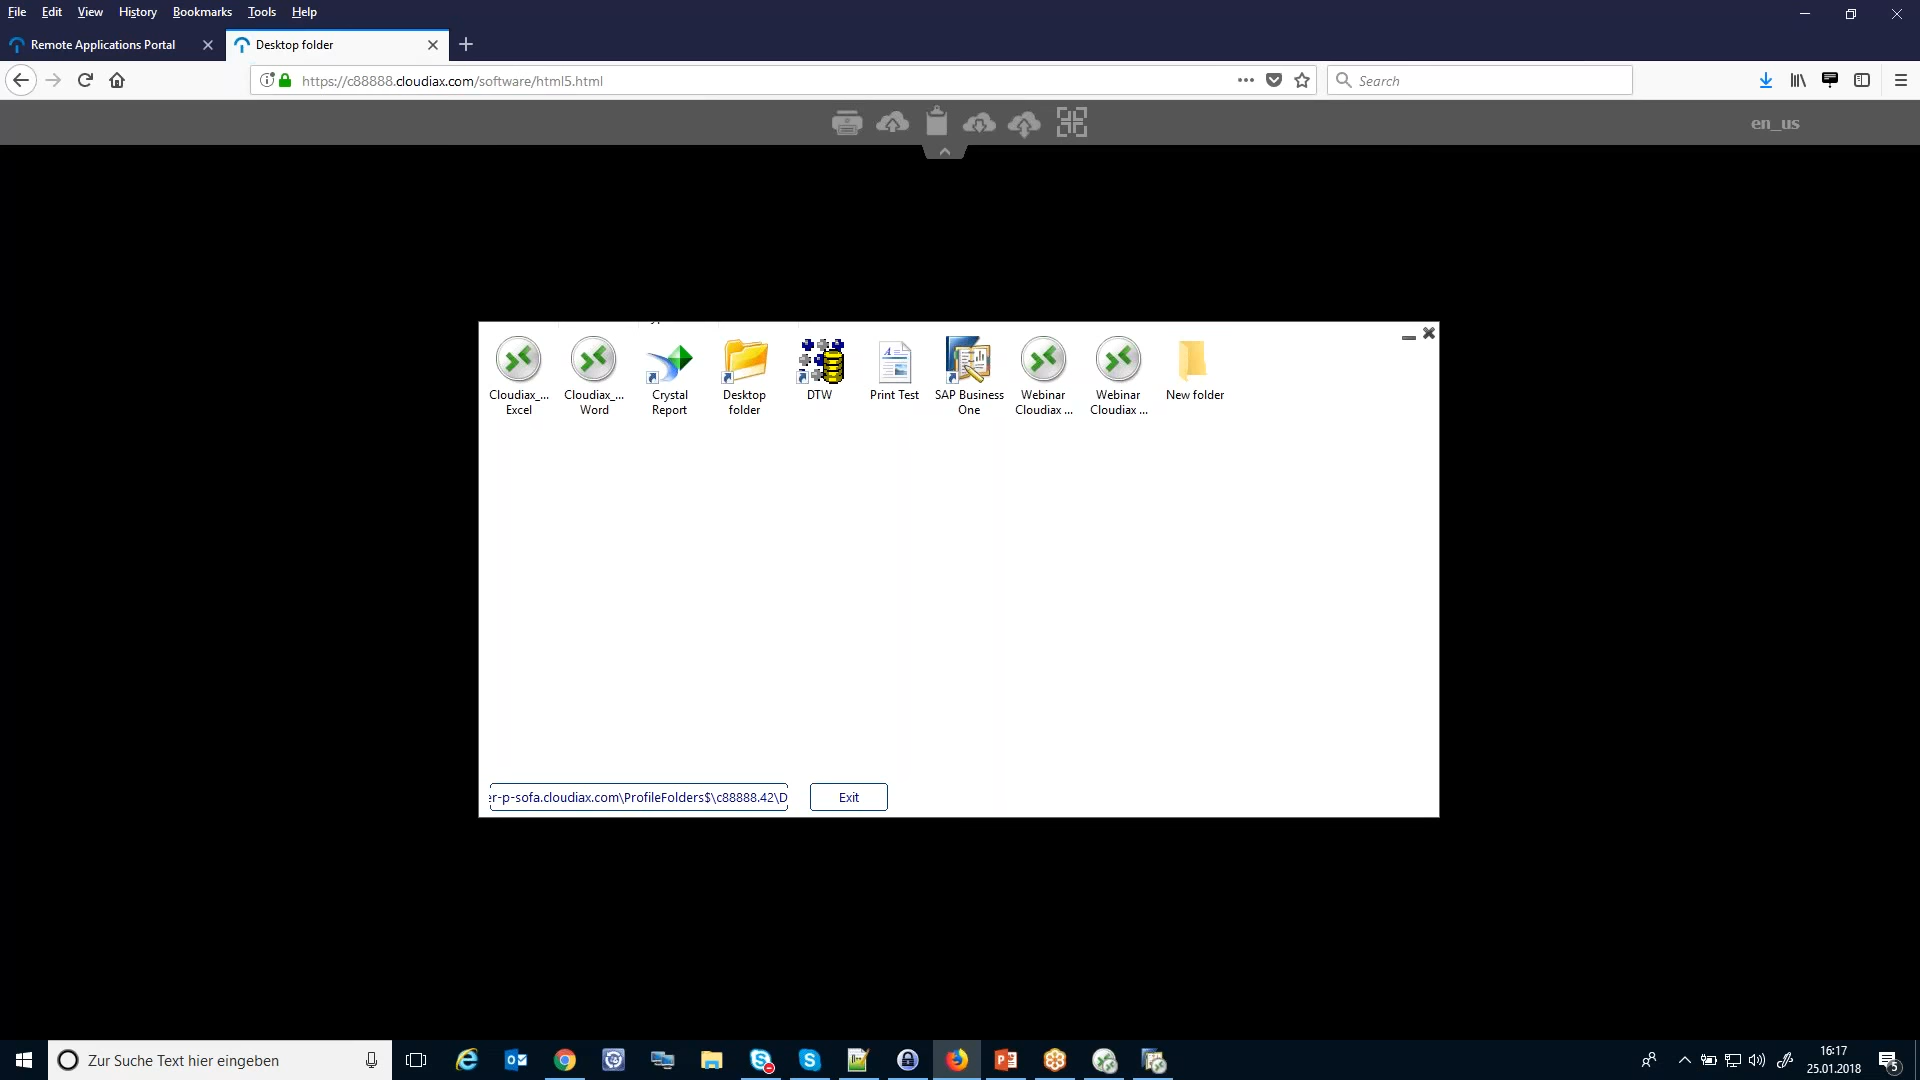 File Edit View History Bookmarks Tools Help
Remote Applications Portal
Desktop folder
https://c88888.cloudiax.com/software/html5.html
Search
en_us
Cloudiax_... Excel
Cloudiax_... Word
Crystal Report
Desktop folder
DTW
Print Test
SAP Business One
Webinar Cloudiax ...
Webinar Cloudiax ...
New folder
er-p-sofa.cloudiax.com\ProfileFolders$\c88888.42\D
Exit
Zur Suche Text hier eingeben
16:17
25.01.2018
5